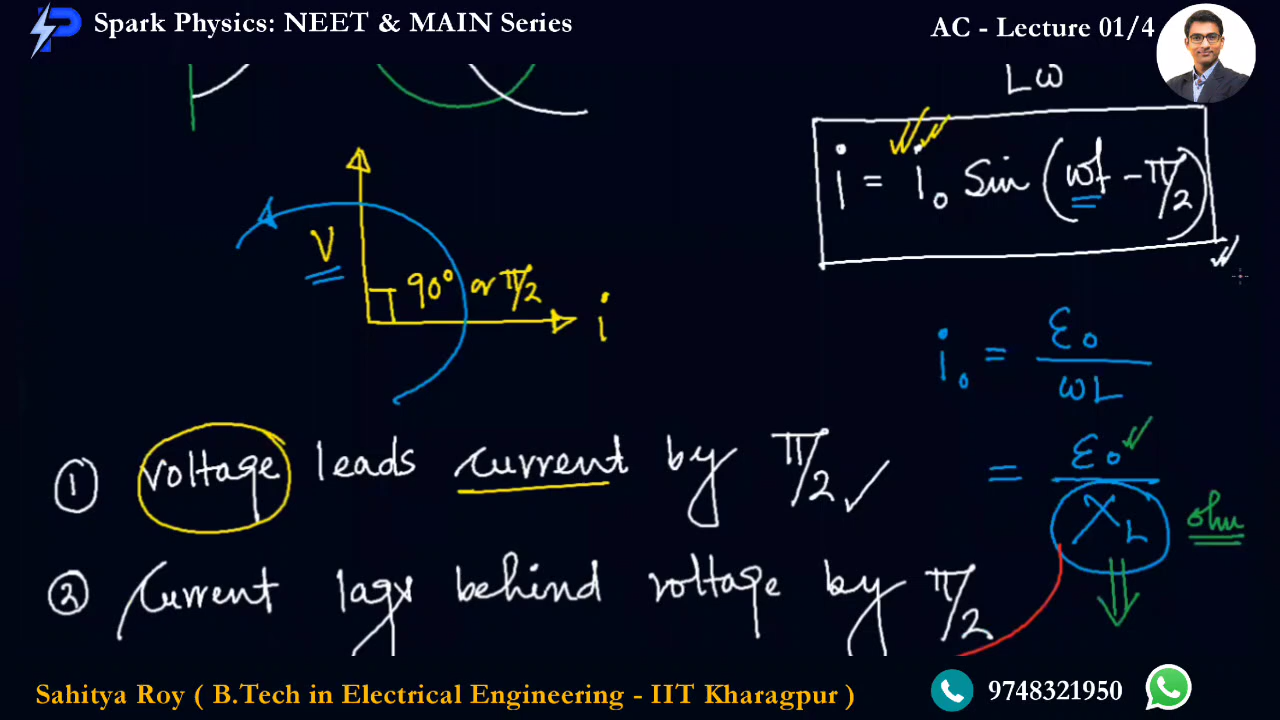 Spark Physics: NEET & MAIN Series
AC - Lecture 01/4
Lω
i = i₀ Sin (ωt - π/2)
V
90° or π/2
i
i₀ = ε₀/ωL
= ε₀/X_L
ohm
① voltage leads current by π/2 ✓
② Current lags behind voltage by π/2
Sahitya Roy ( B.Tech in Electrical Engineering - IIT Kharagpur )
9748321950